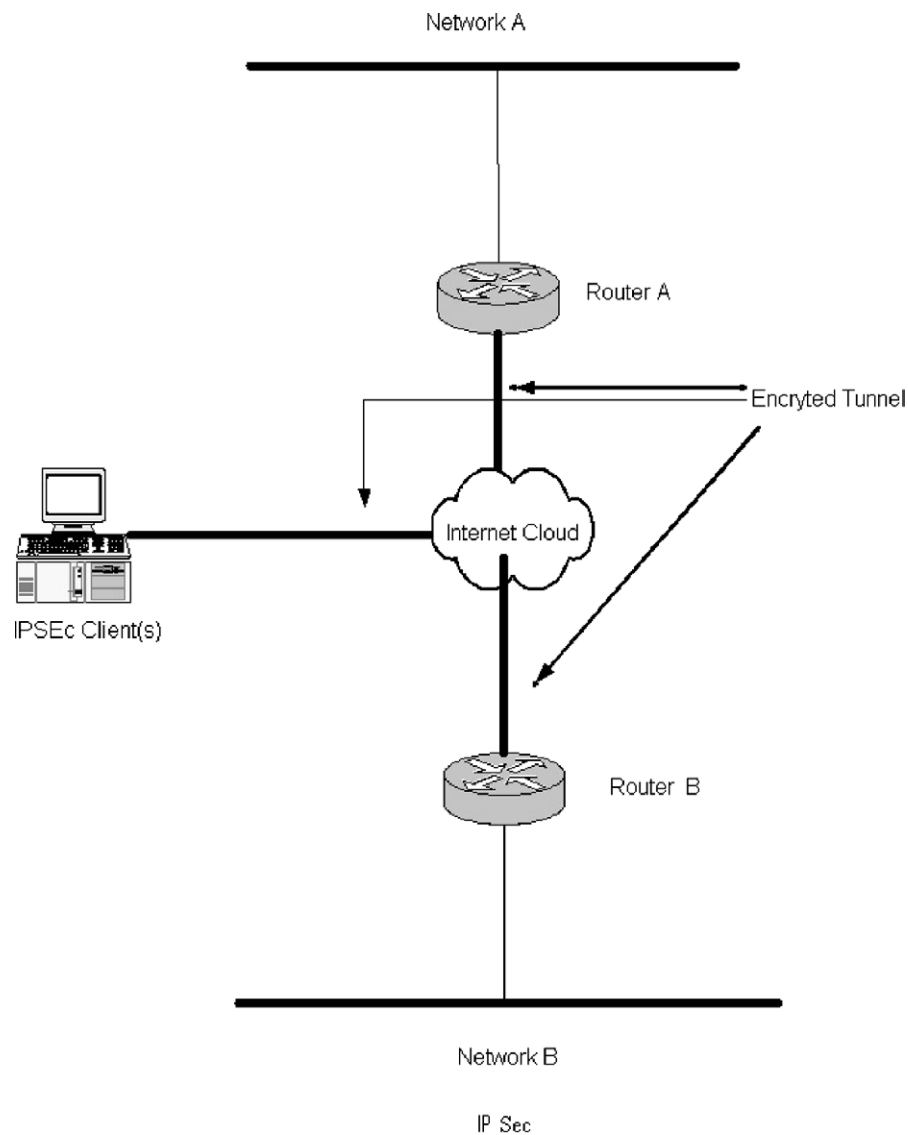 Network A
Router A
Encryted Tunnel
Internet Cloud
IPSEc Client(s)
Router B
Network B
IP Sec